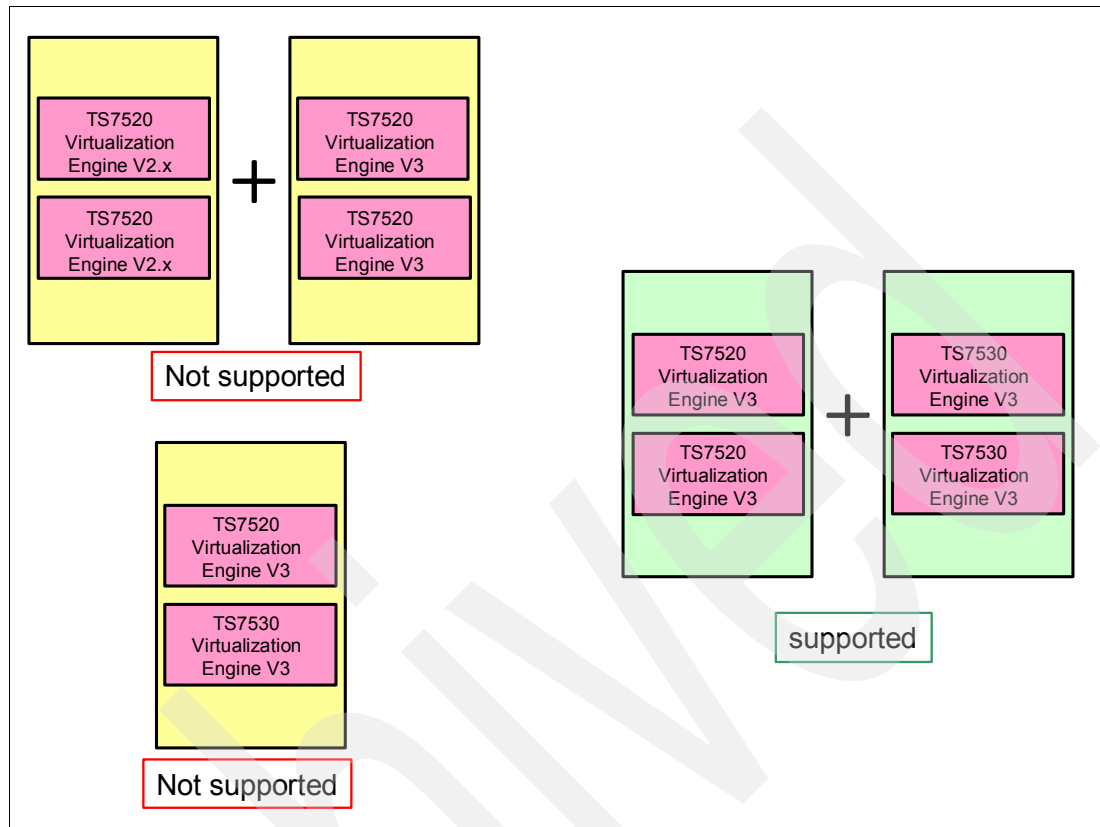 TS7520
Virtualization
Engine V2.x
TS7520
Virtualization
Engine V2.x
+
TS7520
Virtualization
Engine V3
TS7520
Virtualization
Engine V3
Not supported
TS7520
Virtualization
Engine V3
TS7530
Virtualization
Engine V3
Not supported
TS7520
Virtualization
Engine V3
TS7520
Virtualization
Engine V3
+
TS7530
Virtualization
Engine V3
TS7530
Virtualization
Engine V3
supported
hived